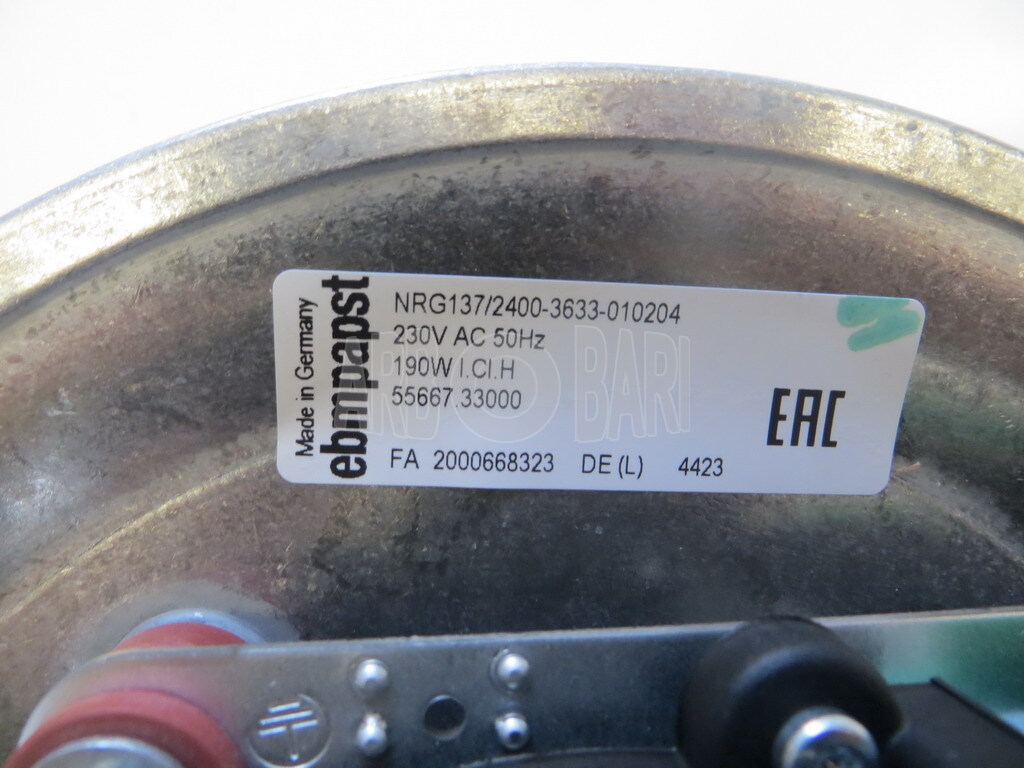 Made in Germany
ebmpapst
NRG137/2400-3633-010204
230V AC 50Hz
190W I.Cl.H
55667.33000
FA 2000668323 DE (L) 4423
EAC
BARI